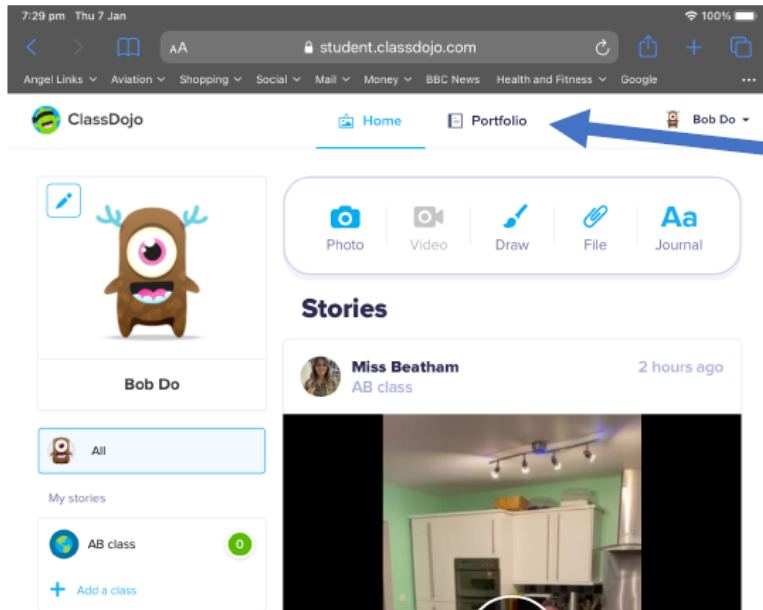 7:29 pm Thu 7 Jan 100%
AA student.classdojo.com
Angel Links Aviation Shopping Social Mail Money BBC News Health and Fitness Google ...
ClassDojo Home Portfolio Bob Do
Photo Video Draw File Aa Journal
Stories
Bob Do
Miss Beatham 2 hours ago
AB class
All
My stories
AB class 0
+ Add a class